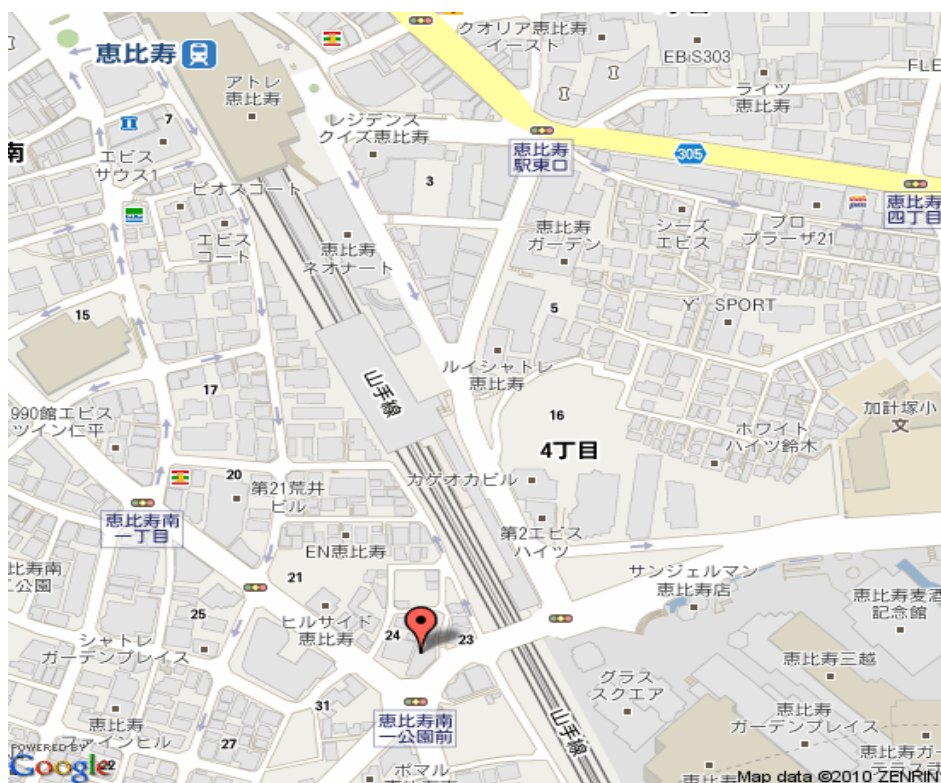 クオリア恵比寿
イースト
恵比寿
EBiS303
FLE
アトレ
恵比寿
ライツ
恵比寿
レジデンス
クイズ恵比寿
7
南
エビス
サウス1
恵比寿
駅東口
305
3
ビオスコート
恵比寿
四丁目
エビス
コート
恵比寿
ネオナート
恵比寿
ガーデン
シーズ
エビス
プロ
プラーザ21
15
5
Y' SPORT
ルイシャトレ
恵比寿
山手線
17
990館エビス
ツイン仁平
16
4丁目
ホワイト
ハイツ鈴木
加計塚小
文
20
第21荒井
ビル
カゲオカビル
恵比寿南
一丁目
EN恵比寿
第2エビス
ハイツ
比寿南
公園
21
サンジェルマン
恵比寿店
恵比寿麦酒
記念館
25
ヒルサイド
恵比寿
24
23
シャトレ
ガーデンプレイス
恵比寿三越
グラス
スクエア
31
恵比寿南
一公園前
山手線
恵比寿
ファインヒル
27
恵比寿
ガーデンプレイス
恵比寿ガー
POWERED BY
Google
22
ポマル
Map data ©2010 ZENRIN